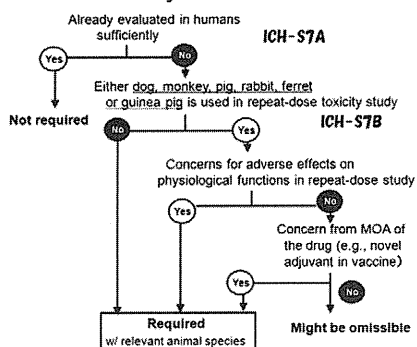 Already evaluated in humans
sufficiently
ICH-S7A
Yes
No
Either dog, monkey, pig, rabbit, ferret
or guinea pig is used in repeat-dose toxicity study
Not required
ICH-S7B
No
Yes
Concerns for adverse effects on
physiological functions in repeat-dose study
Yes
No
Concern from MOA of
the drug (e.g., novel
adjuvant in vaccine)
Yes
No
Required
w/ relevant animal species
Might be omissible